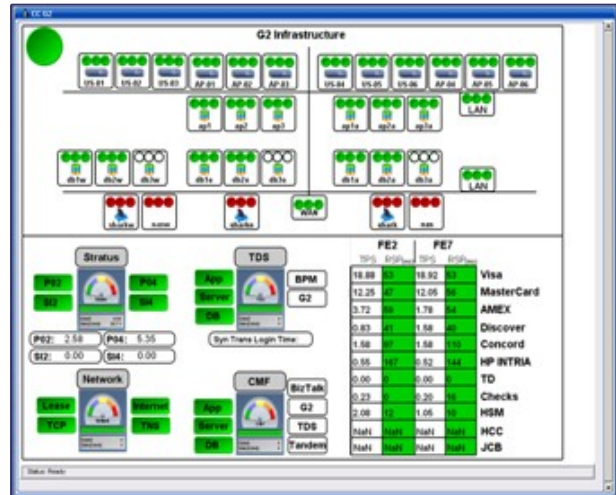 CC G2
G2 Infrastructure
US-01 US-02 US-03 AP-01 AP-02 AP-03 US-04 US-05 US-06 AP-04 AP-05 AP-06
LAN
ap1 ap2 ap3 ap1a ap2a ap3a
db1w db2w db3w db1e db2e db3e db1a db2a db3a
LAN
WAN
sharkw sharke shark
Stratus TDS
P02 P04 App BPM
SI2 SI4 Server G2
DB
P02: 2.58 P04: 5.35 Syn Trans Login Time:
SI2: 0.00 SI4: 0.00
Network CMF
Lease Internet App BizTalk
TCP TNS Server G2
DB TDS
Tandem
FE2 FE7
TPS RSP TPS RSP
18.88 53 18.92 53 Visa
12.25 47 12.05 50 MasterCard
3.72 1.78 54 AMEX
0.83 41 1.58 40 Discover
1.58 97 1.58 110 Concord
0.55 167 0.52 144 HP INTRIA
0.00 0 0.00 0 TD
0.23 0 0.20 16 Checks
2.08 12 1.05 10 HSM
NaN NaN NaN NaN HCC
NaN NaN NaN NaN JCB
Status: Ready